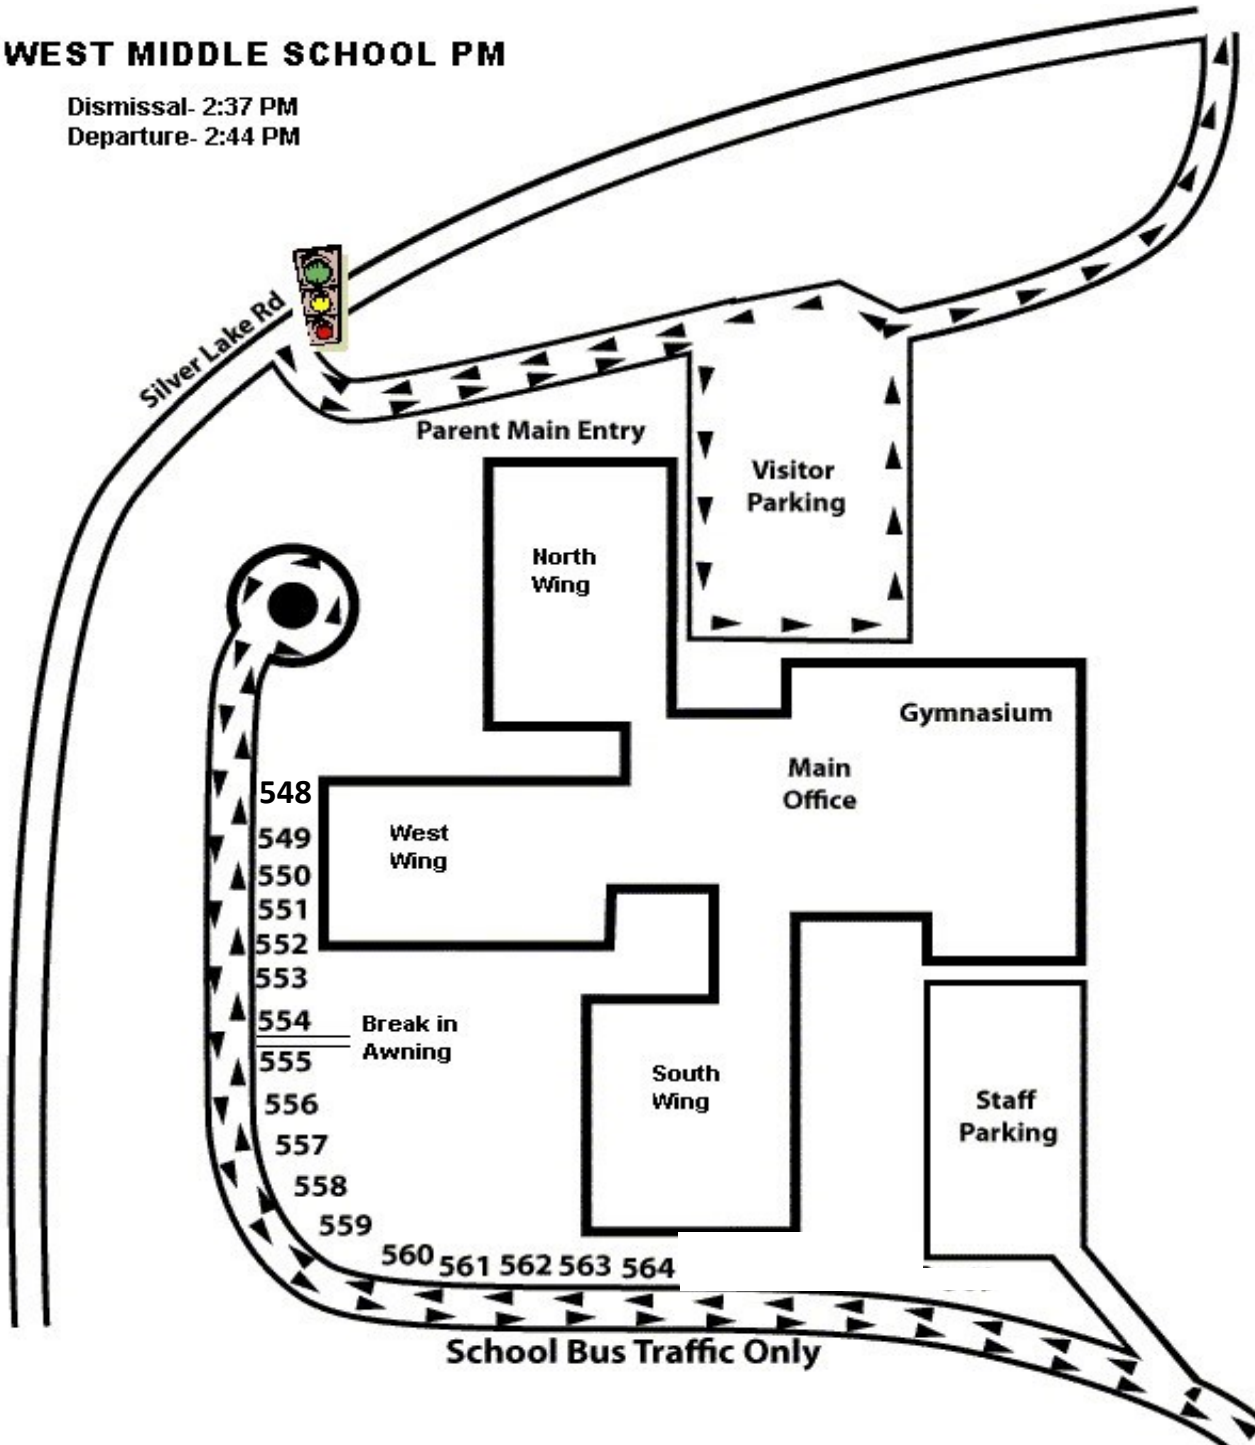 WEST MIDDLE SCHOOL PM
Dismissal- 2:37 PM
Departure- 2:44 PM
Silver Lake Rd
Parent Main Entry
Visitor
Parking
North
Wing
Gymnasium
Main
Office
West
Wing
548
549
550
551
552
553
554
Break in
Awning
555
556
557
558
559
560 561 562 563 564
South
Wing
Staff
Parking
School Bus Traffic Only